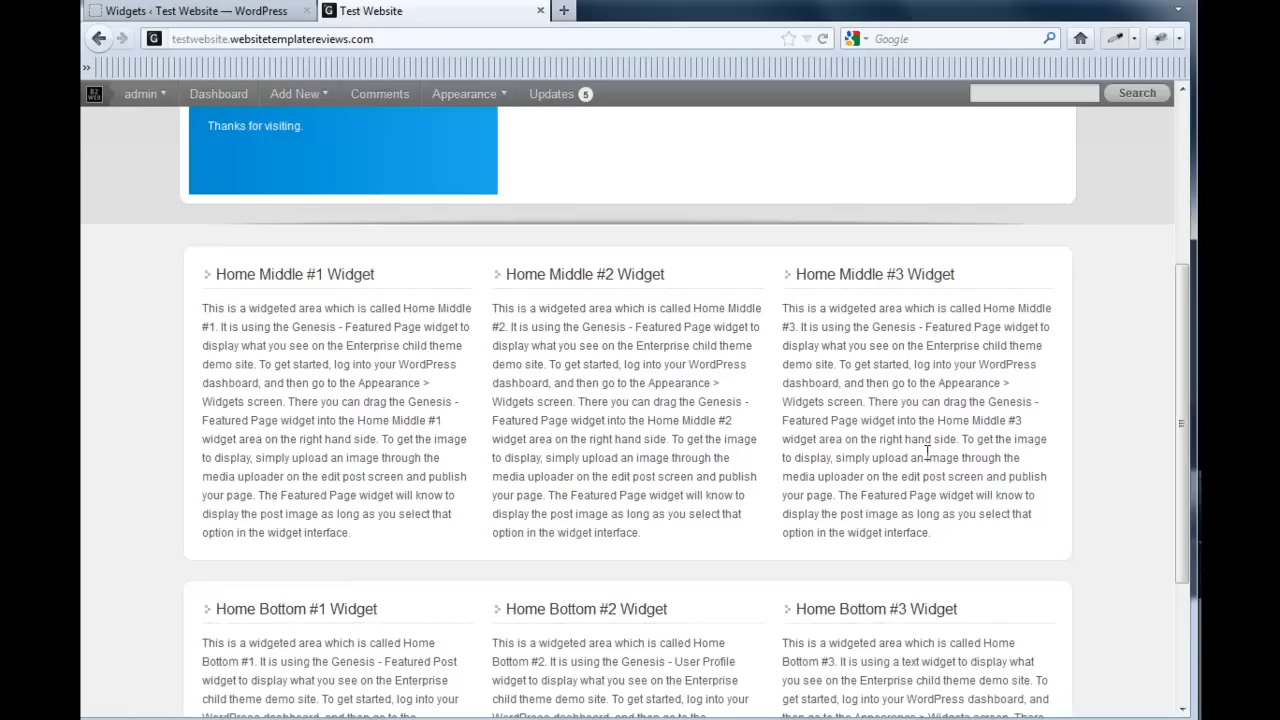 Widgets ‹ Test Website — WordPress × G Test Website × +
G testwebsite.websitetemplatereviews.com Google
»
B2 WEB admin Dashboard Add New Comments Appearance Updates 5 Search
Thanks for visiting.
Home Middle #1 Widget
This is a widgeted area which is called Home Middle
#1. It is using the Genesis - Featured Page widget to
display what you see on the Enterprise child theme
demo site. To get started, log into your WordPress
dashboard, and then go to the Appearance >
Widgets screen. There you can drag the Genesis -
Featured Page widget into the Home Middle #1
widget area on the right hand side. To get the image
to display, simply upload an image through the
media uploader on the edit post screen and publish
your page. The Featured Page widget will know to
display the post image as long as you select that
option in the widget interface.
Home Middle #2 Widget
This is a widgeted area which is called Home Middle
#2. It is using the Genesis - Featured Page widget to
display what you see on the Enterprise child theme
demo site. To get started, log into your WordPress
dashboard, and then go to the Appearance >
Widgets screen. There you can drag the Genesis -
Featured Page widget into the Home Middle #2
widget area on the right hand side. To get the image
to display, simply upload an image through the
media uploader on the edit post screen and publish
your page. The Featured Page widget will know to
display the post image as long as you select that
option in the widget interface.
Home Middle #3 Widget
This is a widgeted area which is called Home Middle
#3. It is using the Genesis - Featured Page widget to
display what you see on the Enterprise child theme
demo site. To get started, log into your WordPress
dashboard, and then go to the Appearance >
Widgets screen. There you can drag the Genesis -
Featured Page widget into the Home Middle #3
widget area on the right hand side. To get the image
to display, simply upload an image through the
media uploader on the edit post screen and publish
your page. The Featured Page widget will know to
display the post image as long as you select that
option in the widget interface.
Home Bottom #1 Widget
This is a widgeted area which is called Home
Bottom #1. It is using the Genesis - Featured Post
widget to display what you see on the Enterprise
child theme demo site. To get started, log into your
WordPress dashboard, and then go to the
Home Bottom #2 Widget
This is a widgeted area which is called Home
Bottom #2. It is using the Genesis - User Profile
widget to display what you see on the Enterprise
child theme demo site. To get started, log into your
WordPress dashboard, and then go to the
Home Bottom #3 Widget
This is a widgeted area which is called Home
Bottom #3. It is using a text widget to display what
you see on the Enterprise child theme demo site. To
get started, log into your WordPress dashboard, and
then go to the Appearance > Widgets screen. There